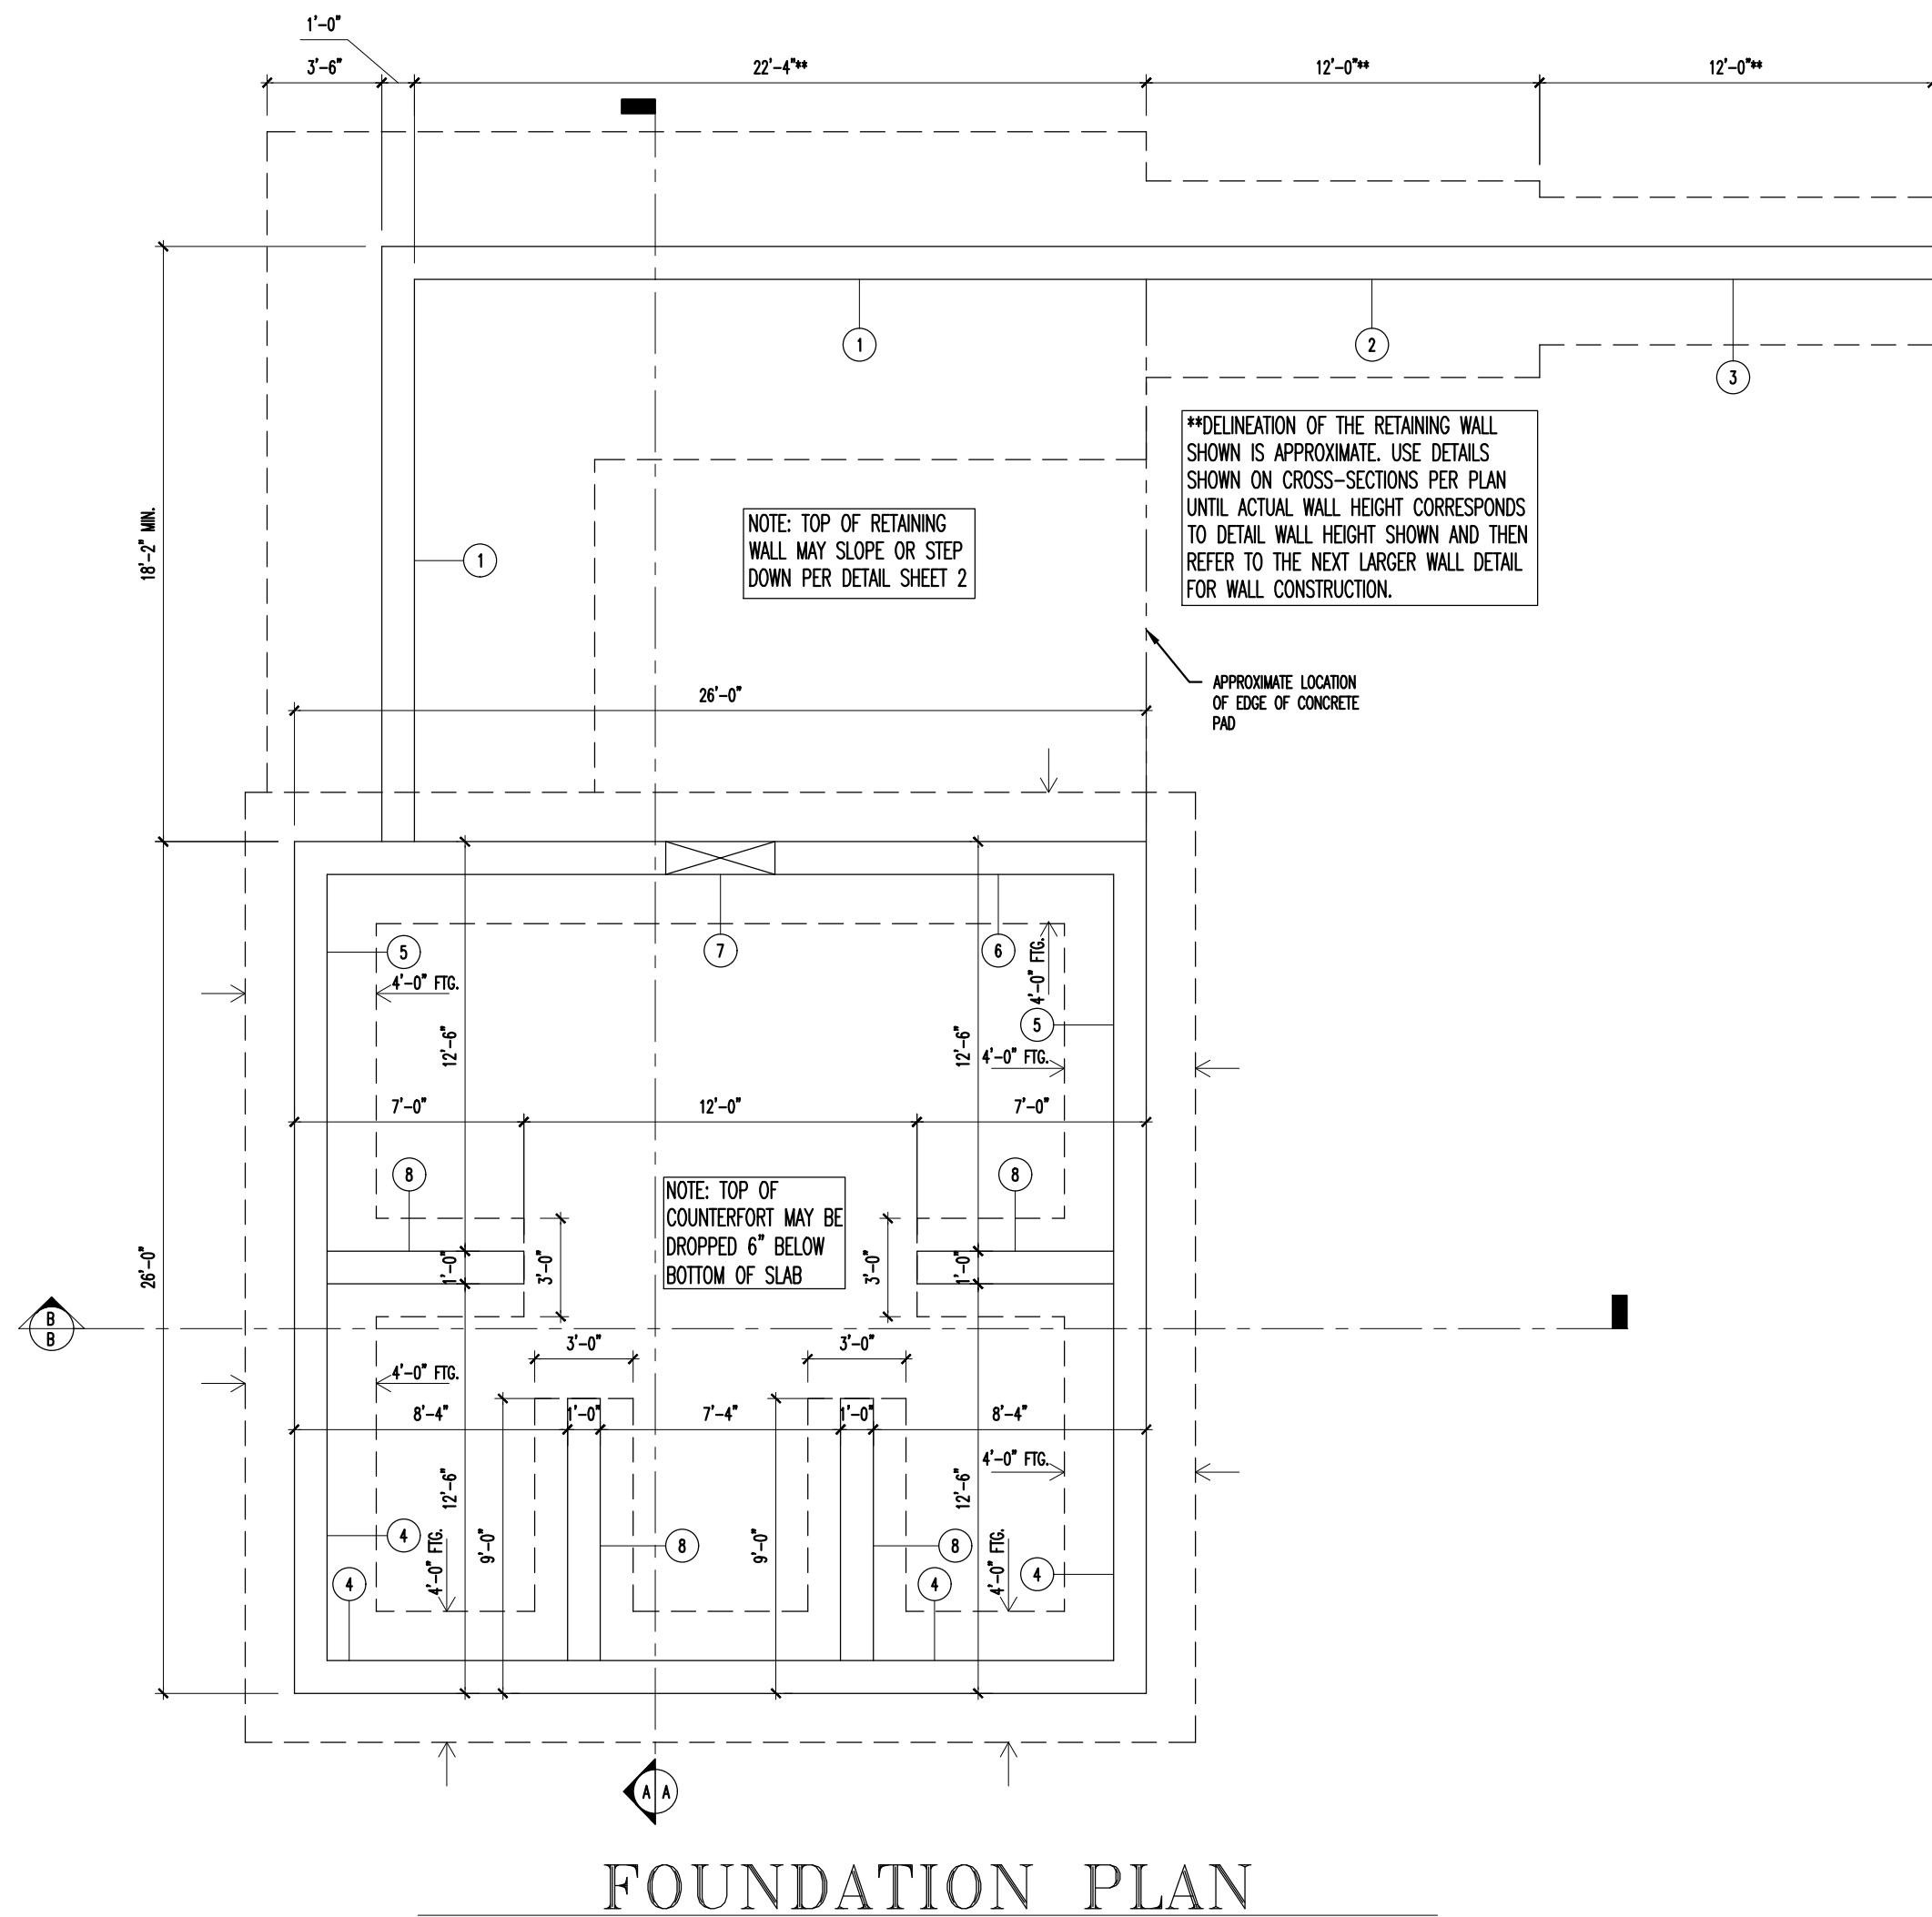 1'-0"
3'-6"
22'-4"**
12'-0"**
12'-0"**
1
2
3
**DELINEATION OF THE RETAINING WALL
SHOWN IS APPROXIMATE. USE DETAILS
SHOWN ON CROSS-SECTIONS PER PLAN
UNTIL ACTUAL WALL HEIGHT CORRESPONDS
TO DETAIL WALL HEIGHT SHOWN AND THEN
REFER TO THE NEXT LARGER WALL DETAIL
FOR WALL CONSTRUCTION.
NOTE: TOP OF RETAINING
WALL MAY SLOPE OR STEP
DOWN PER DETAIL SHEET 2
18'-2" MIN.
1
APPROXIMATE LOCATION
OF EDGE OF CONCRETE
PAD
26'-0"
5
7
6
4'-0" FTG.
4'-0" FTG.
5
12'-6"
12'-6"
4'-0" FTG.
7'-0"
12'-0"
7'-0"
8
8
NOTE: TOP OF
COUNTERFORT MAY BE
DROPPED 6" BELOW
BOTTOM OF SLAB
26'-0"
1'-0"
3'-0"
3'-0"
1'-0"
B
B
3'-0"
3'-0"
4'-0" FTG.
8'-4"
1'-0"
7'-4"
1'-0"
8'-4"
4'-0" FTG.
12'-6"
12'-6"
4
9'-0"
8
9'-0"
8
4'-0" FTG.
4'-0" FTG.
4
4
4
A
A
FOUNDATION PLAN